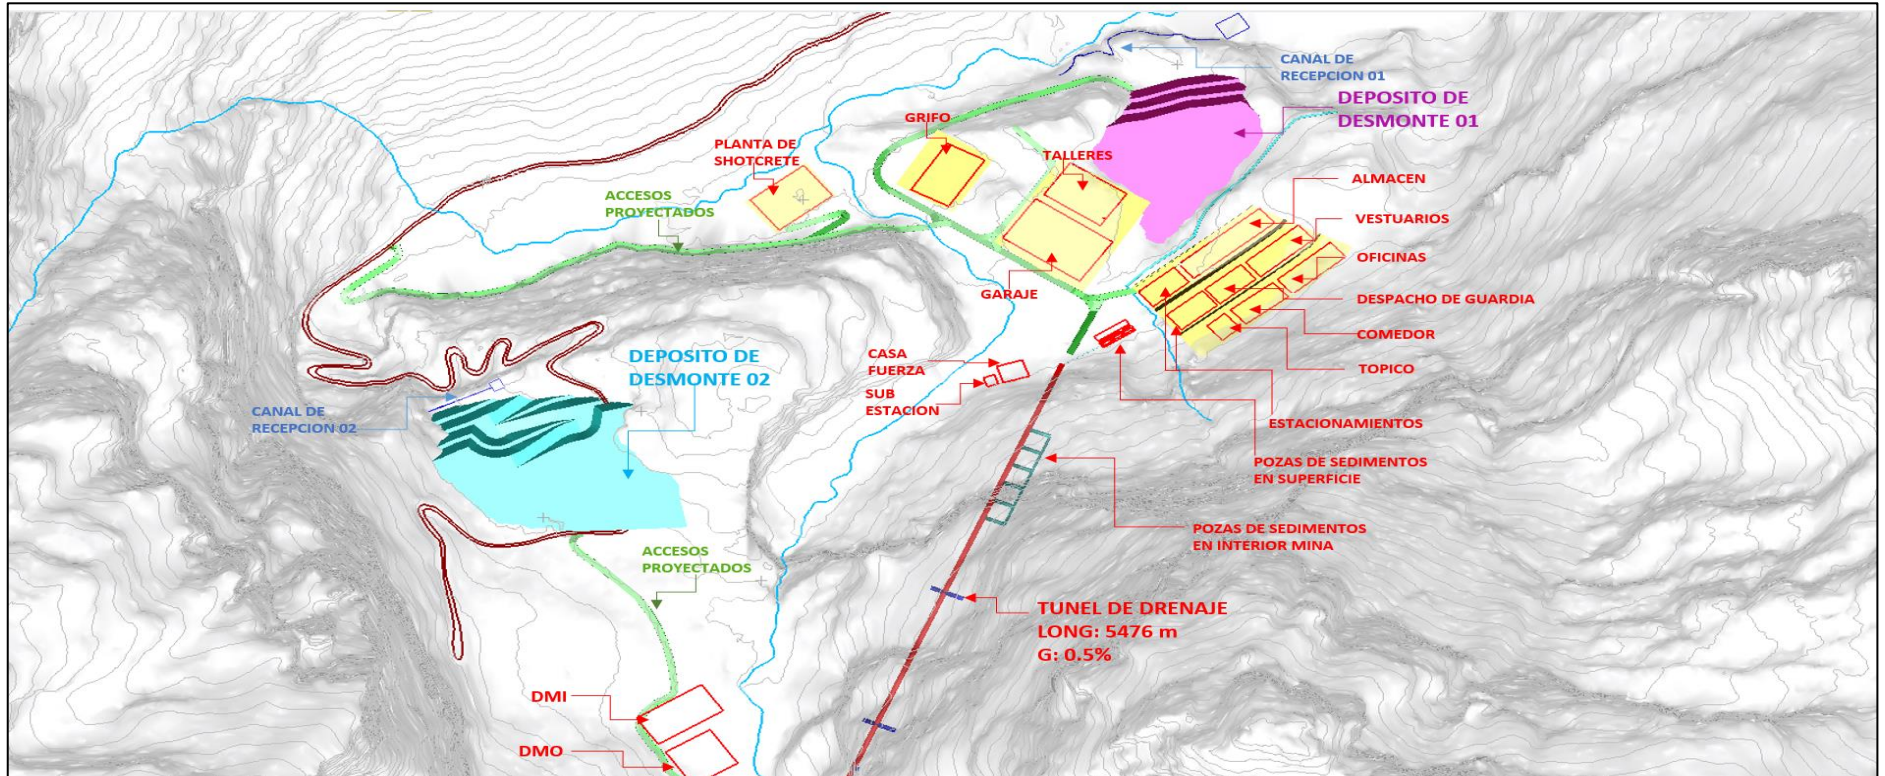 CANAL DE
RECEPCION 01
DEPOSITO DE
DESMONTE 01
GRIFO
PLANTA DE
SHOTCRETE
TALLERES
ALMACEN
ACCESOS
PROYECTADOS
VESTUARIOS
OFICINAS
GARAJE
DESPACHO DE GUARDIA
COMEDOR
DEPOSITO DE
DESMONTE 02
CASA
FUERZA
TOPICO
SUB
ESTACION
CANAL DE
RECEPCION 02
ESTACIONAMIENTOS
POZAS DE SEDIMENTOS
EN SUPERFICIE
POZAS DE SEDIMENTOS
EN INTERIOR MINA
ACCESOS
PROYECTADOS
TUNEL DE DRENAJE
LONG: 5476 m
G: 0.5%
DMI
DMO